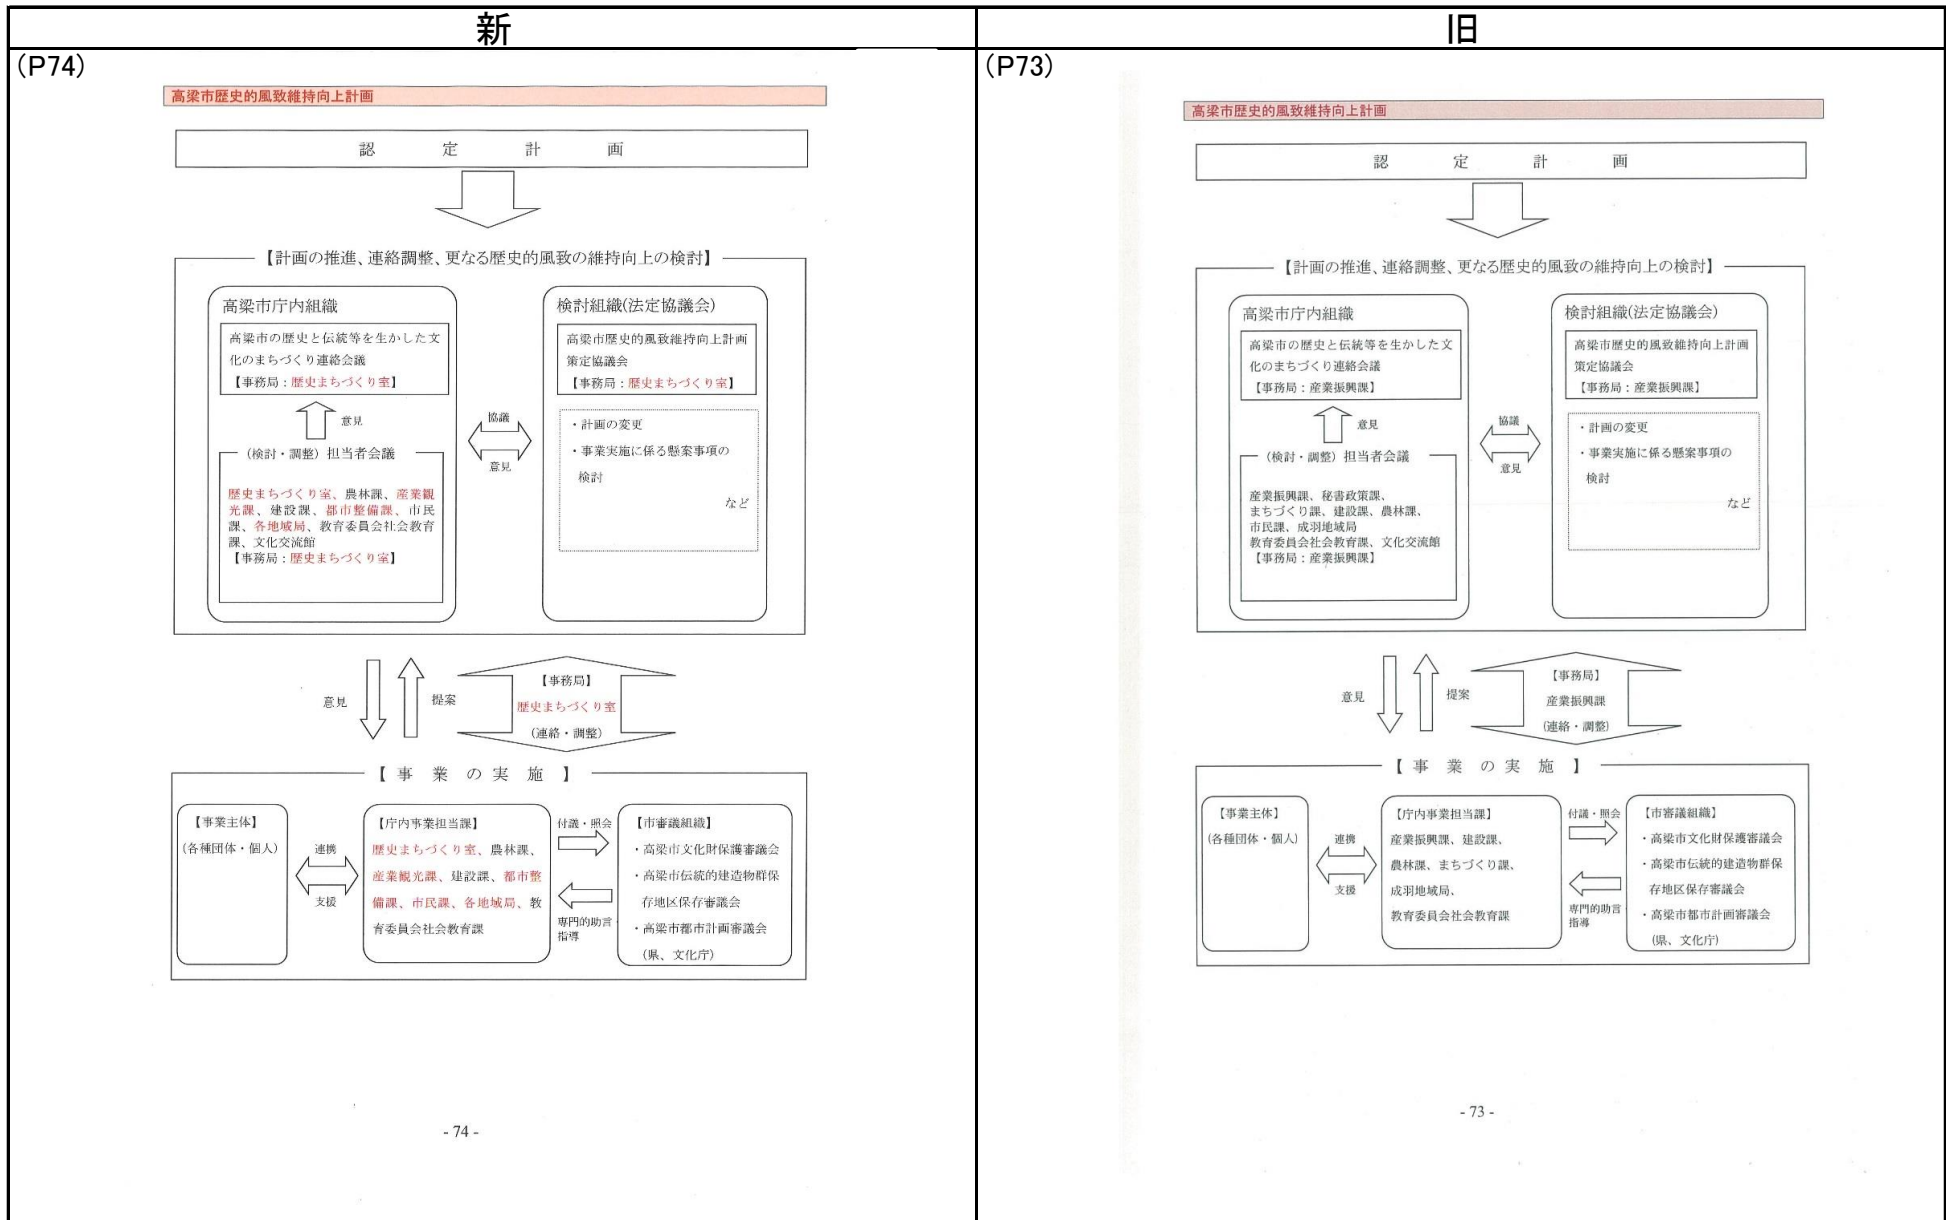 新
(P74)
高梁市歴史的風致維持向上計画
認 定 計 画
【計画の推進、連絡調整、更なる歴史的風致の維持向上の検討】
高梁市庁内組織
高梁市の歴史と伝統等を生かした文
化のまちづくり連絡会議
【事務局：歴史まちづくり室】
意見
(検討・調整) 担当者会議
歴史まちづくり室、農林課、産業観
光課、建設課、都市整備課、市民
課、各地域局、教育委員会社会教育
課、文化交流館
【事務局：歴史まちづくり室】
協議
意見
検討組織(法定協議会)
高梁市歴史的風致維持向上計画
策定協議会
【事務局：歴史まちづくり室】
・計画の変更
・事業実施に係る懸案事項の
検討
など
意見
提案
【事務局】
歴史まちづくり室
(連絡・調整)
【 事 業 の 実 施 】
【事業主体】
(各種団体・個人)
連携
支援
【庁内事業担当課】
歴史まちづくり室、農林課、
産業観光課、建設課、都市整
備課、市民課、各地域局、教
育委員会社会教育課
付議・照会
専門的助言・
指導
【市審議組織】
・高梁市文化財保護審議会
・高梁市伝統的建造物群保
存地区保存審議会
・高梁市都市計画審議会
(県、文化庁)
- 74 -
旧
(P73)
高梁市歴史的風致維持向上計画
認 定 計 画
【計画の推進、連絡調整、更なる歴史的風致の維持向上の検討】
高梁市庁内組織
高梁市の歴史と伝統等を生かした文
化のまちづくり連絡会議
【事務局：産業振興課】
意見
(検討・調整) 担当者会議
産業振興課、秘書政策課、
まちづくり課、建設課、農林課、
市民課、成羽地域局
教育委員会社会教育課、文化交流館
【事務局：産業振興課】
協議
意見
検討組織(法定協議会)
高梁市歴史的風致維持向上計画
策定協議会
【事務局：産業振興課】
・計画の変更
・事業実施に係る懸案事項の
検討
など
意見
提案
【事務局】
産業振興課
(連絡・調整)
【 事 業 の 実 施 】
【事業主体】
(各種団体・個人)
連携
支援
【庁内事業担当課】
産業振興課、建設課、
農林課、まちづくり課、
成羽地域局、
教育委員会社会教育課
付議・照会
専門的助言・
指導
【市審議組織】
・高梁市文化財保護審議会
・高梁市伝統的建造物群保
存地区保存審議会
・高梁市都市計画審議会
(県、文化庁)
- 73 -